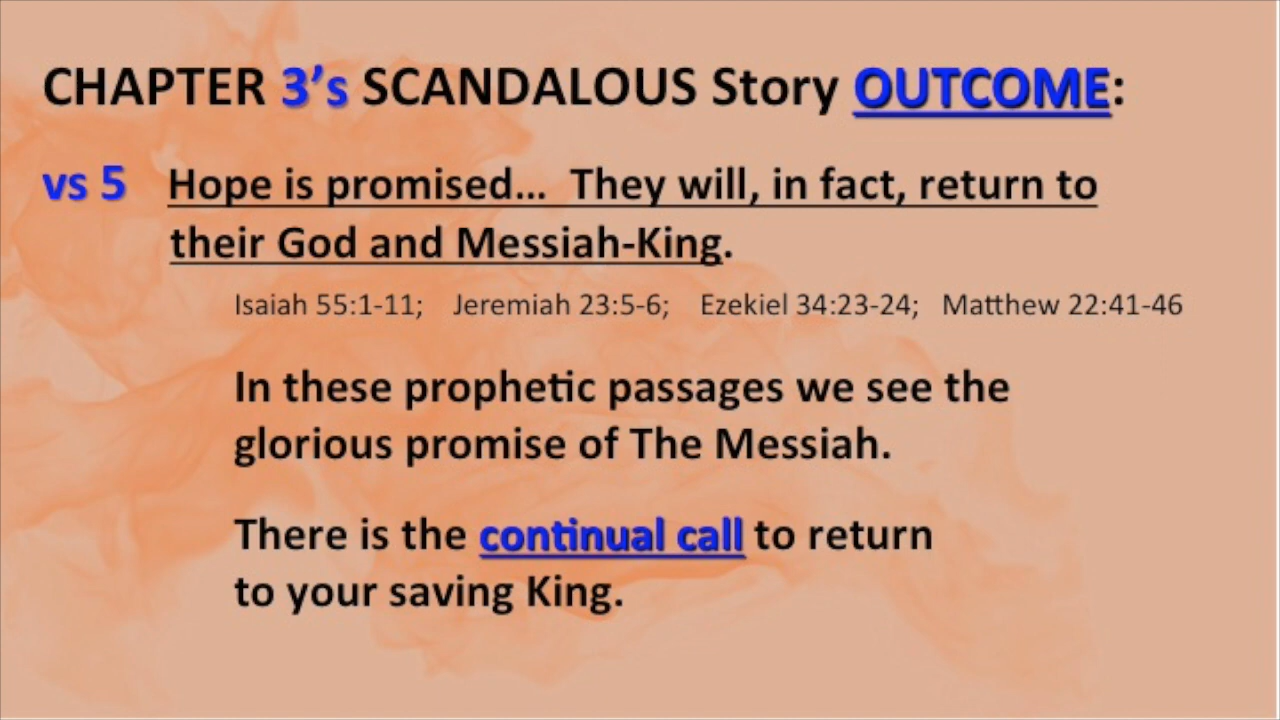 CHAPTER 3’s SCANDALOUS Story OUTCOME:
vs 5 Hope is promised... They will, in fact, return to
their God and Messiah-King.
Isaiah 55:1-11; Jeremiah 23:5-6; Ezekiel 34:23-24; Matthew 22:41-46
In these prophetic passages we see the
glorious promise of The Messiah.
There is the continual call to return
to your saving King.